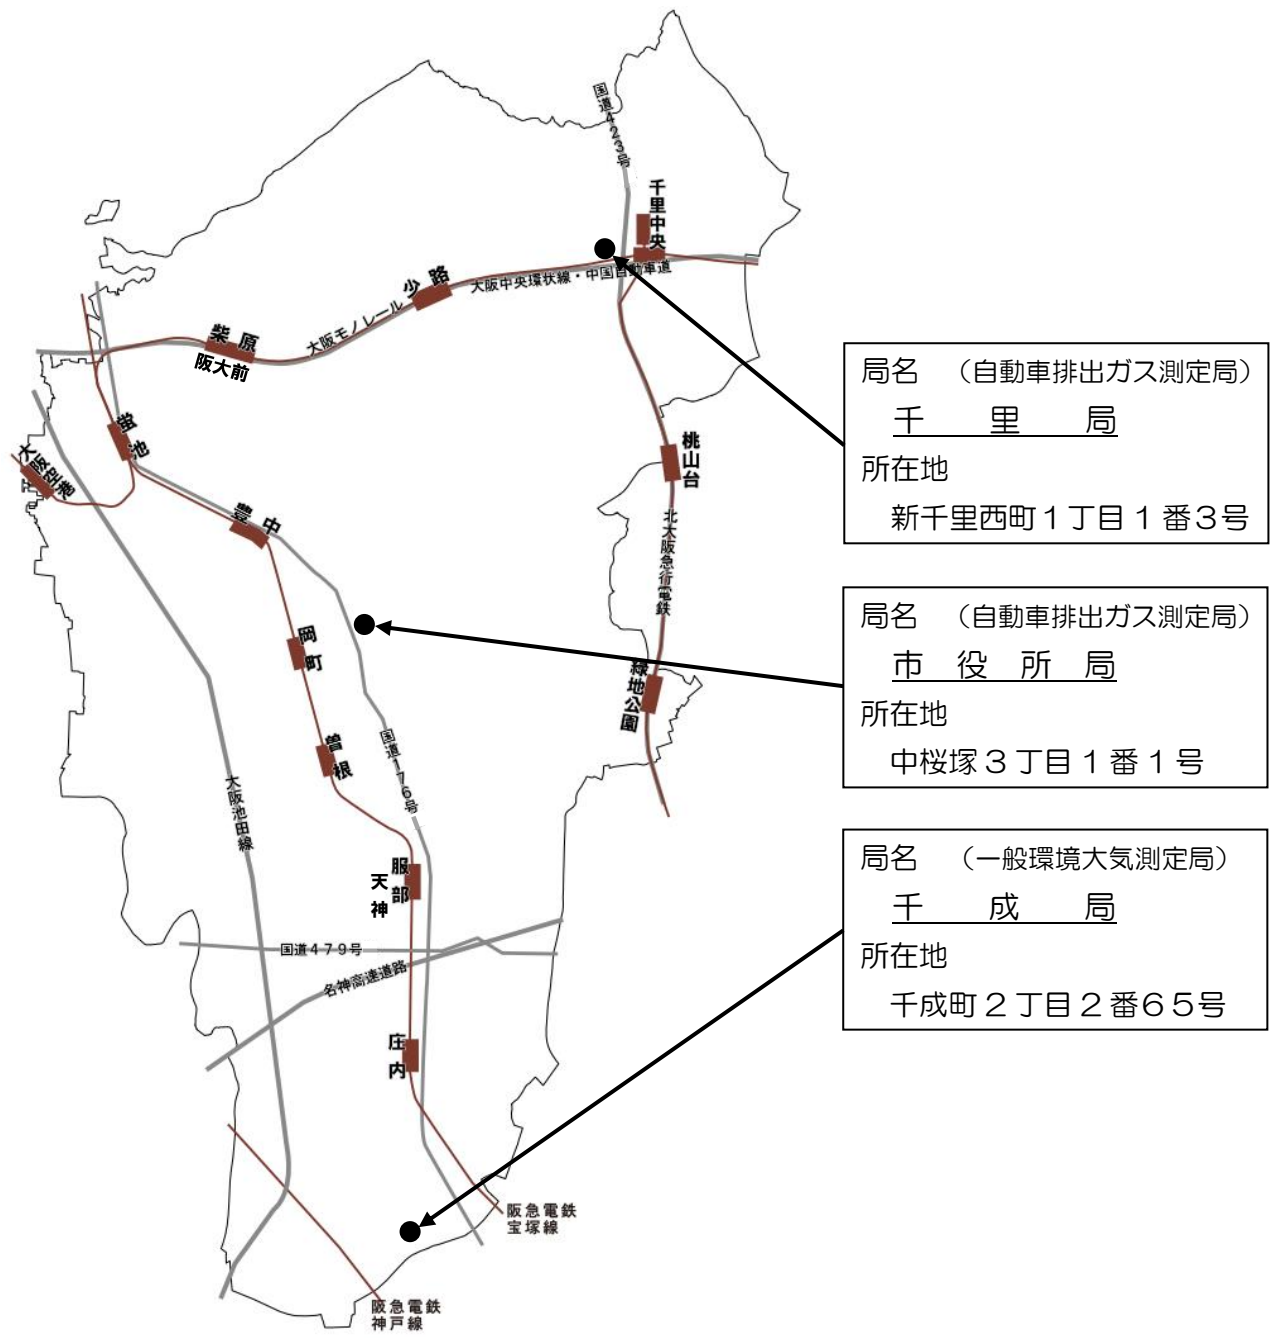 国道423号
千里中央
少路
大阪中央環状線・中国自動車道
大阪モノレール
柴原
阪大前
蛍池
大阪空港
豊中
桃山台
北大阪急行電鉄
岡町
緑地公園
曽根
国道176号
大阪池田線
服部
天神
国道479号
名神高速道路
庄内
阪急電鉄
宝塚線
阪急電鉄
神戸線
局名 (自動車排出ガス測定局)
千 里 局
所在地
新千里西町1丁目1番3号
局名 (自動車排出ガス測定局)
市 役 所 局
所在地
中桜塚3丁目1番1号
局名 (一般環境大気測定局)
千 成 局
所在地
千成町2丁目2番65号